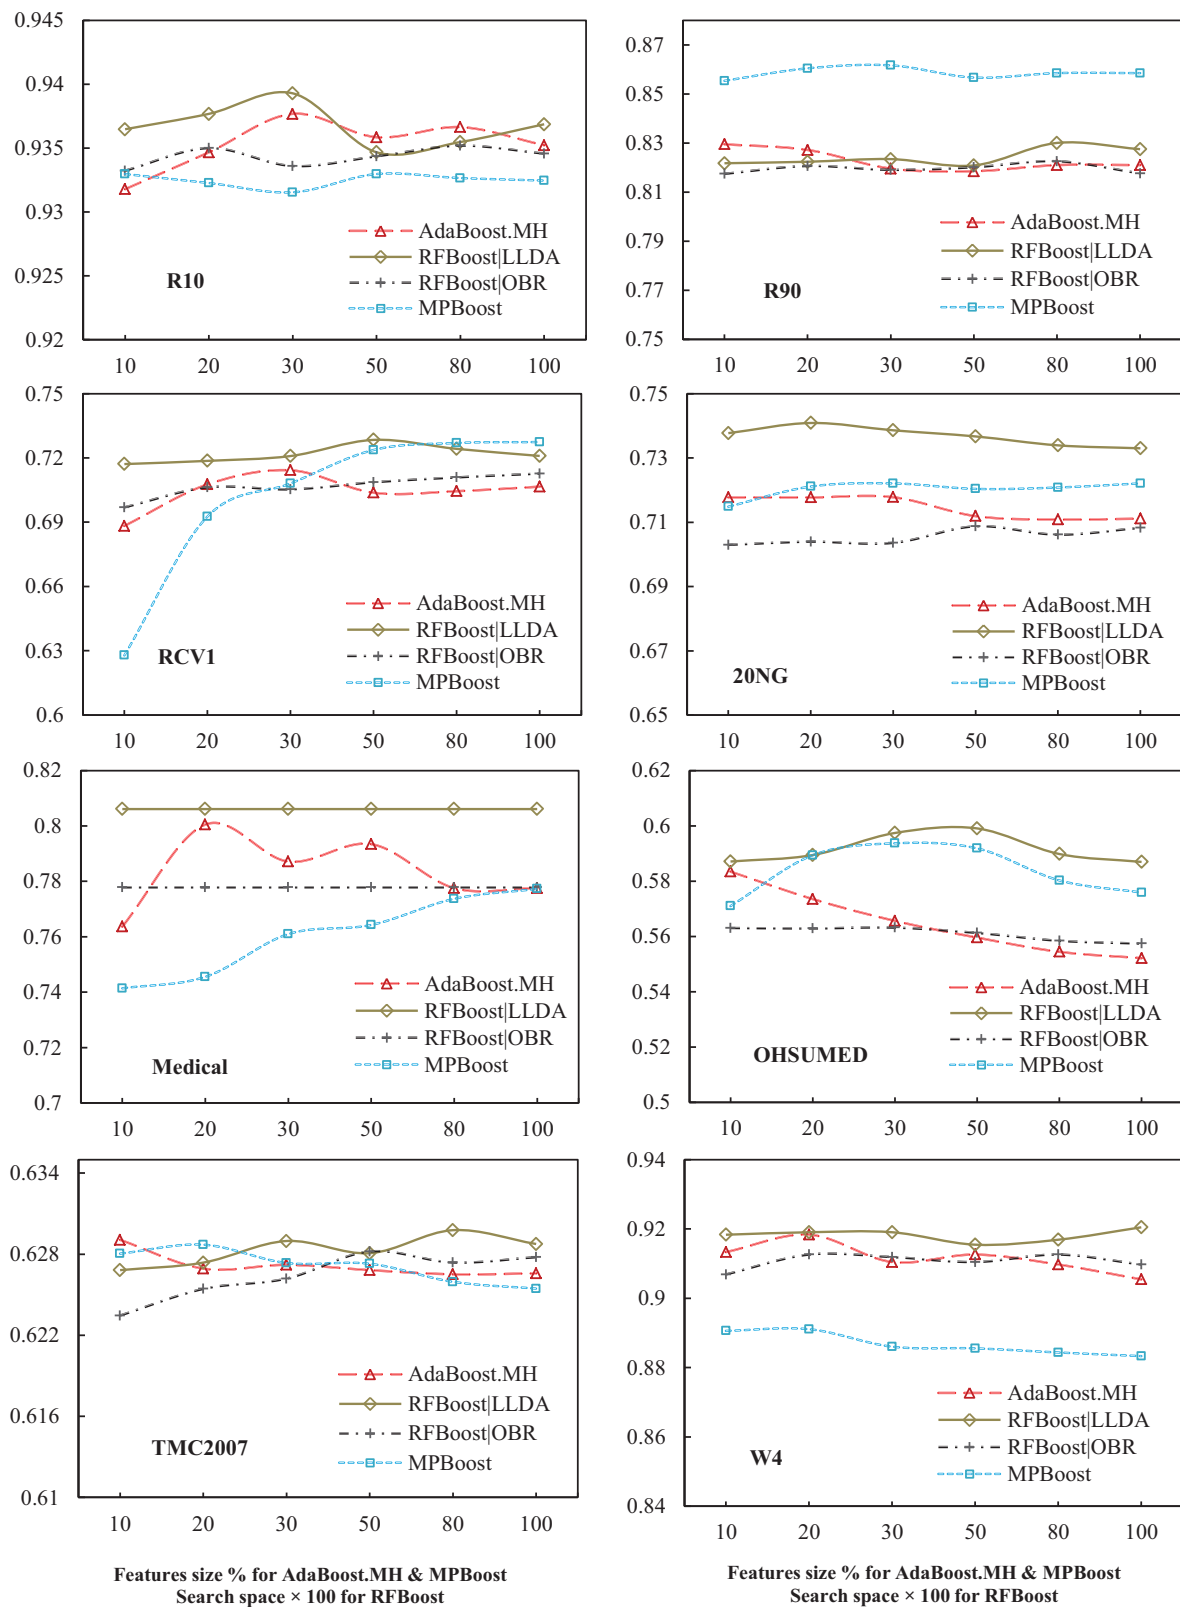 0.945
0.94
0.935
0.93
0.925
0.92
AdaBoost.MH
RFBoost|LLDA
RFBoost|OBR
MPBoost
R10
10 20 30 50 80 100
0.87
0.85
0.83
0.81
0.79
0.77
0.75
AdaBoost.MH
RFBoost|LLDA
RFBoost|OBR
MPBoost
R90
10 20 30 50 80 100
0.75
0.72
0.69
0.66
0.63
0.6
AdaBoost.MH
RFBoost|LLDA
RFBoost|OBR
MPBoost
RCV1
10 20 30 50 80 100
0.75
0.73
0.71
0.69
0.67
0.65
AdaBoost.MH
RFBoost|LLDA
RFBoost|OBR
MPBoost
20NG
10 20 30 50 80 100
0.82
0.8
0.78
0.76
0.74
0.72
0.7
AdaBoost.MH
RFBoost|LLDA
RFBoost|OBR
MPBoost
Medical
10 20 30 50 80 100
0.62
0.6
0.58
0.56
0.54
0.52
0.5
AdaBoost.MH
RFBoost|LLDA
RFBoost|OBR
MPBoost
OHSUMED
10 20 30 50 80 100
0.634
0.628
0.622
0.616
0.61
AdaBoost.MH
RFBoost|LLDA
RFBoost|OBR
MPBoost
TMC2007
10 20 30 50 80 100
Features size % for AdaBoost.MH & MPBoost
Search space × 100 for RFBoost
0.94
0.92
0.9
0.88
0.86
0.84
AdaBoost.MH
RFBoost|LLDA
RFBoost|OBR
MPBoost
W4
10 20 30 50 80 100
Features size % for AdaBoost.MH & MPBoost
Search space × 100 for RFBoost